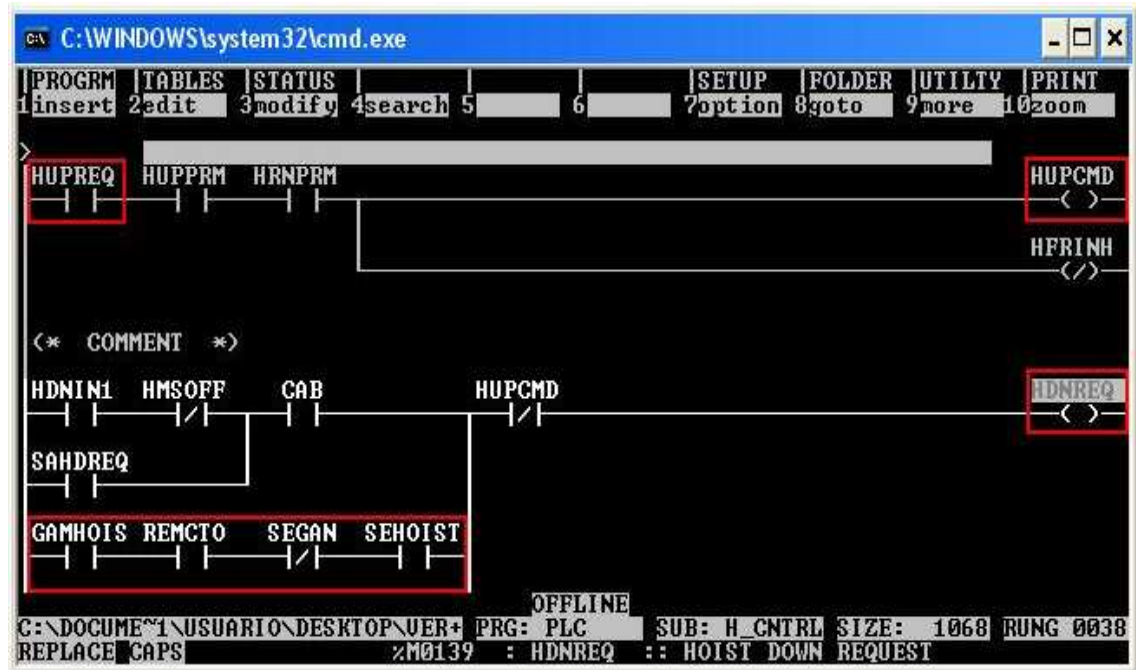 C:\WINDOWS\system32\cmd.exe
PROGRM TABLES STATUS SETUP FOLDER UTILTY PRINT
1insert 2edit 3modify 4search 5 6 7option 8goto 9more 10zoom
>
HUPREQ HUPPRM HRNPRM HUPCMD
HFRINH
(* COMMENT *)
HDNIN1 HMSOFF CAB HUPCMD HDNREQ
SAHDREQ
GAMHOIS REMCTO SEGAN SEHOIST
OFFLINE
C:\DOCUME~1\USUARIO\DESKTOP\VER+ PRG: PLC SUB: H_CNTRL SIZE: 1068 RUNG 0038
REPLACE CAPS %M0139 : HDNREQ :: HOIST DOWN REQUEST